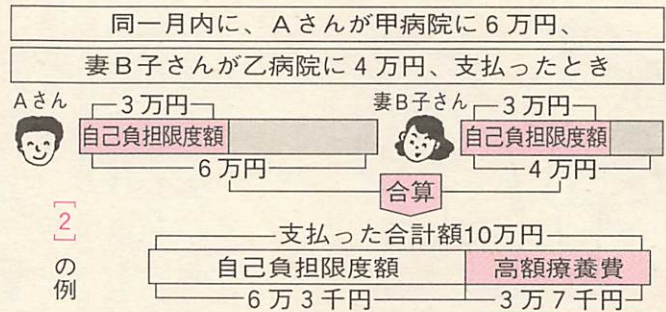 同一月内に、Aさんが甲病院に6万円、
妻B子さんが乙病院に4万円、支払ったとき
Aさん
3万円
自己負担限度額
6万円
妻B子さん
3万円
自己負担限度額
4万円
合算
[2]の例
支払った合計額10万円
自己負担限度額
高額療養費
6万3千円
3万7千円